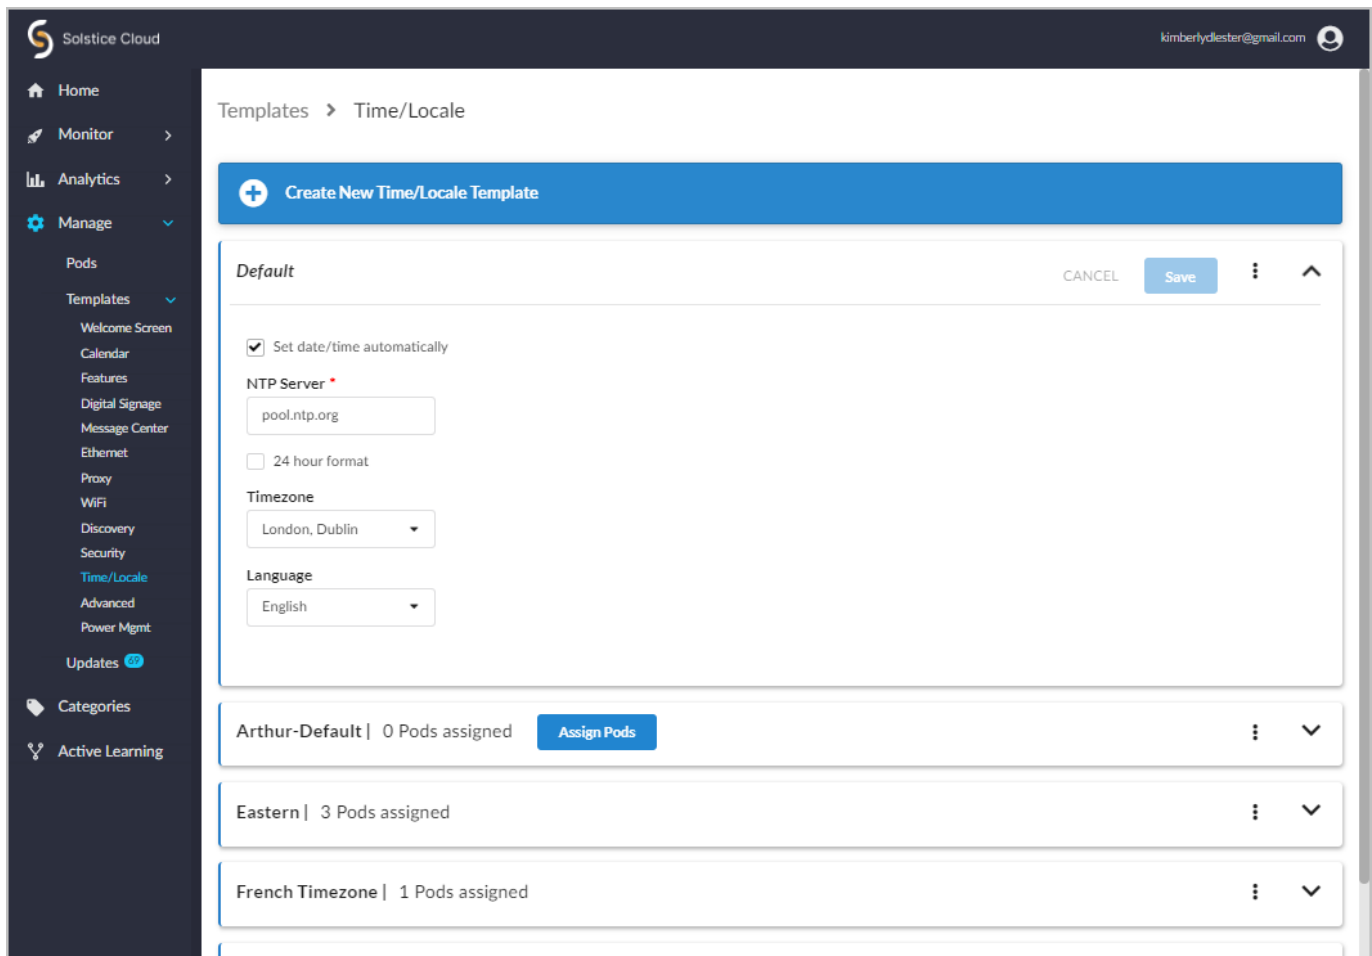 Solstice Cloud
kimberlydlester@gmail.com
Home
Monitor
Analytics
Manage
Pods
Templates
Welcome Screen
Calendar
Features
Digital Signage
Message Center
Ethernet
Proxy
WiFi
Discovery
Security
Time/Locale
Advanced
Power Mgmt
Updates 69
Categories
Active Learning
Templates > Time/Locale
Create New Time/Locale Template
Default
CANCEL Save
Set date/time automatically
NTP Server *
pool.ntp.org
24 hour format
Timezone
London, Dublin
Language
English
Arthur-Default | 0 Pods assigned Assign Pods
Eastern | 3 Pods assigned
French Timezone | 1 Pods assigned